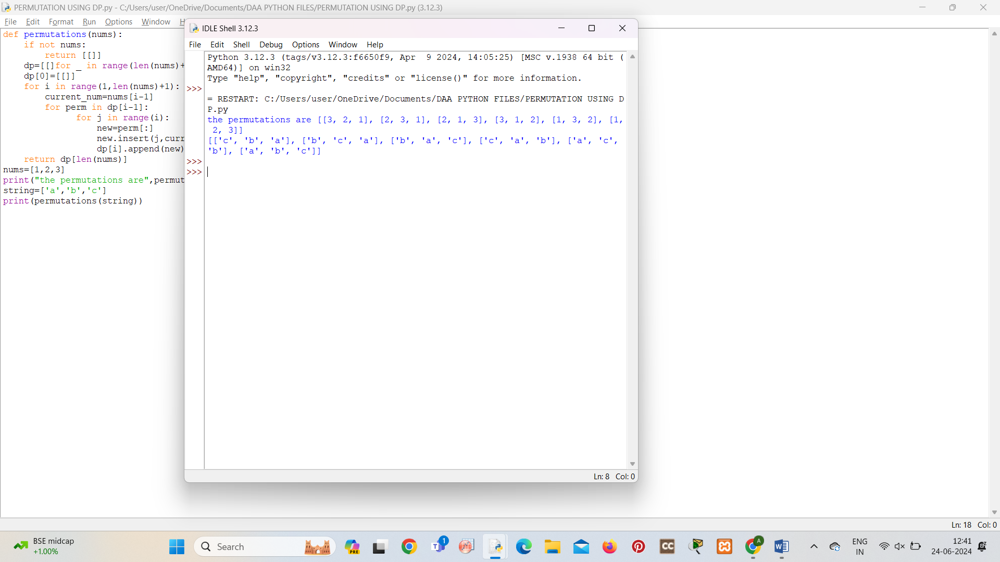 PERMUTATION USING DP.py - C:/Users/user/OneDrive/Documents/DAA PYTHON FILES/PERMUTATION USING DP.py (3.12.3)
File Edit Format Run Options Window H
def permutations(nums):
    if not nums:
        return [[]]
    dp=[[]for _ in range(len(nums)+
    dp[0]=[[]]
    for i in range(1,len(nums)+1):
        current_num=nums[i-1]
        for perm in dp[i-1]:
              for j in range(i):
                  new=perm[:]
                  new.insert(j,curr
                  dp[i].append(new)
    return dp[len(nums)]
nums=[1,2,3]
print("the permutations are",permut
string=['a','b','c']
print(permutations(string))
IDLE Shell 3.12.3
File Edit Shell Debug Options Window Help
Python 3.12.3 (tags/v3.12.3:f6650f9, Apr  9 2024, 14:05:25) [MSC v.1938 64 bit (
AMD64)] on win32
Type "help", "copyright", "credits" or "license()" for more information.
>>>
= RESTART: C:/Users/user/OneDrive/Documents/DAA PYTHON FILES/PERMUTATION USING D
P.py
the permutations are [[3, 2, 1], [2, 3, 1], [2, 1, 3], [3, 1, 2], [1, 3, 2], [1,
 2, 3]]
[['c', 'b', 'a'], ['b', 'c', 'a'], ['b', 'a', 'c'], ['c', 'a', 'b'], ['a', 'c',
'b'], ['a', 'b', 'c']]
>>>
>>>
Ln: 8 Col: 0
Ln: 18 Col: 0
BSE midcap
+1.00%
Search
PRE
T
1
CC
A
W
ENG
IN
12:41
24-06-2024